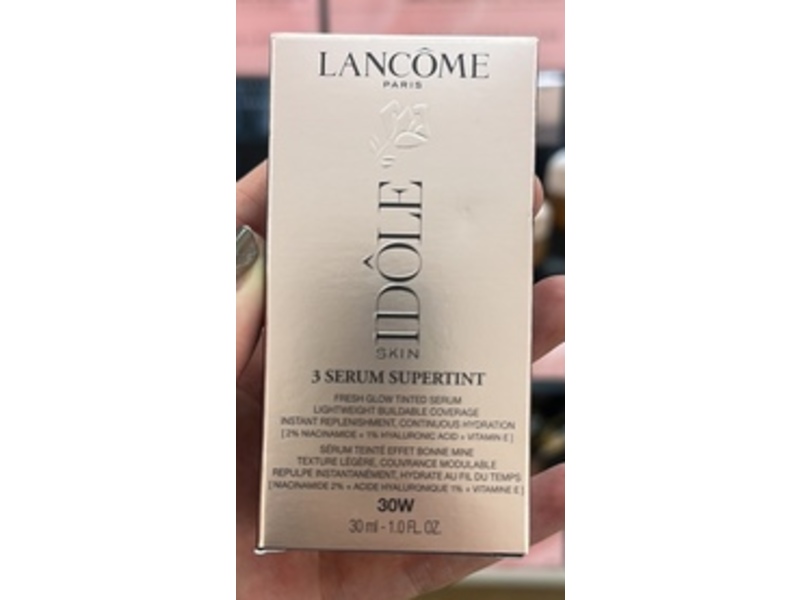 LANCÔME
PARIS
IDÔLE
SKIN
3 SERUM SUPERTINT
FRESH GLOW TINTED SERUM
LIGHTWEIGHT BUILDABLE COVERAGE
INSTANT REPLENISHMENT, CONTINUOUS HYDRATION
[ 2% NIACINAMIDE + 1% HYALURONIC ACID + VITAMIN E ]
SÉRUM TEINTÉ EFFET BONNE MINE
TEXTURE LÉGÈRE, COUVRANCE MODULABLE
REPULPE INSTANTANÉMENT, HYDRATE AU FIL DU TEMPS
[ NIACINAMIDE 2% + ACIDE HYALURONIQUE 1% + VITAMINE E ]
30W
30 ml - 1.0 FL. OZ.